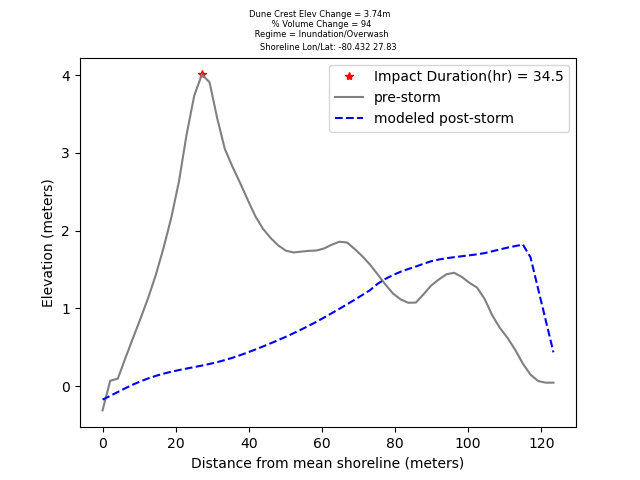 Dune Crest Elev Change = 3.74m
% Volume Change = 94
Regime = Inundation/Overwash
Shoreline Lon/Lat: -80.432 27.83
Impact Duration(hr) = 34.5
pre-storm
modeled post-storm
4
3
2
1
0
Elevation (meters)
0 20 40 60 80 100 120
Distance from mean shoreline (meters)